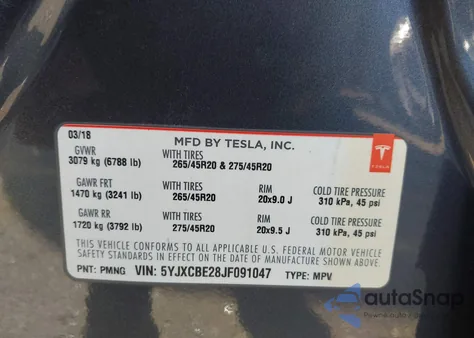 03/18
MFD BY TESLA, INC.
GVWR WITH TIRES
3079 kg (6788 lb) 265/45R20 & 275/45R20
TESLA
GAWR FRT WITH TIRES RIM COLD TIRE PRESSURE
1470 kg (3241 lb) 265/45R20 20x9.0 J 310 kPa, 45 psi
GAWR RR WITH TIRES RIM COLD TIRE PRESSURE
1720 kg (3792 lb) 275/45R20 20x9.5 J 310 kPa, 45 psi
THIS VEHICLE CONFORMS TO ALL APPLICABLE U.S. FEDERAL MOTOR VEHICLE
SAFETY STANDARDS IN EFFECT ON THE DATE OF MANUFACTURE SHOWN ABOVE.
PNT: PMNG VIN: 5YJXCBE28JF091047 TYPE: MPV
autoSnap